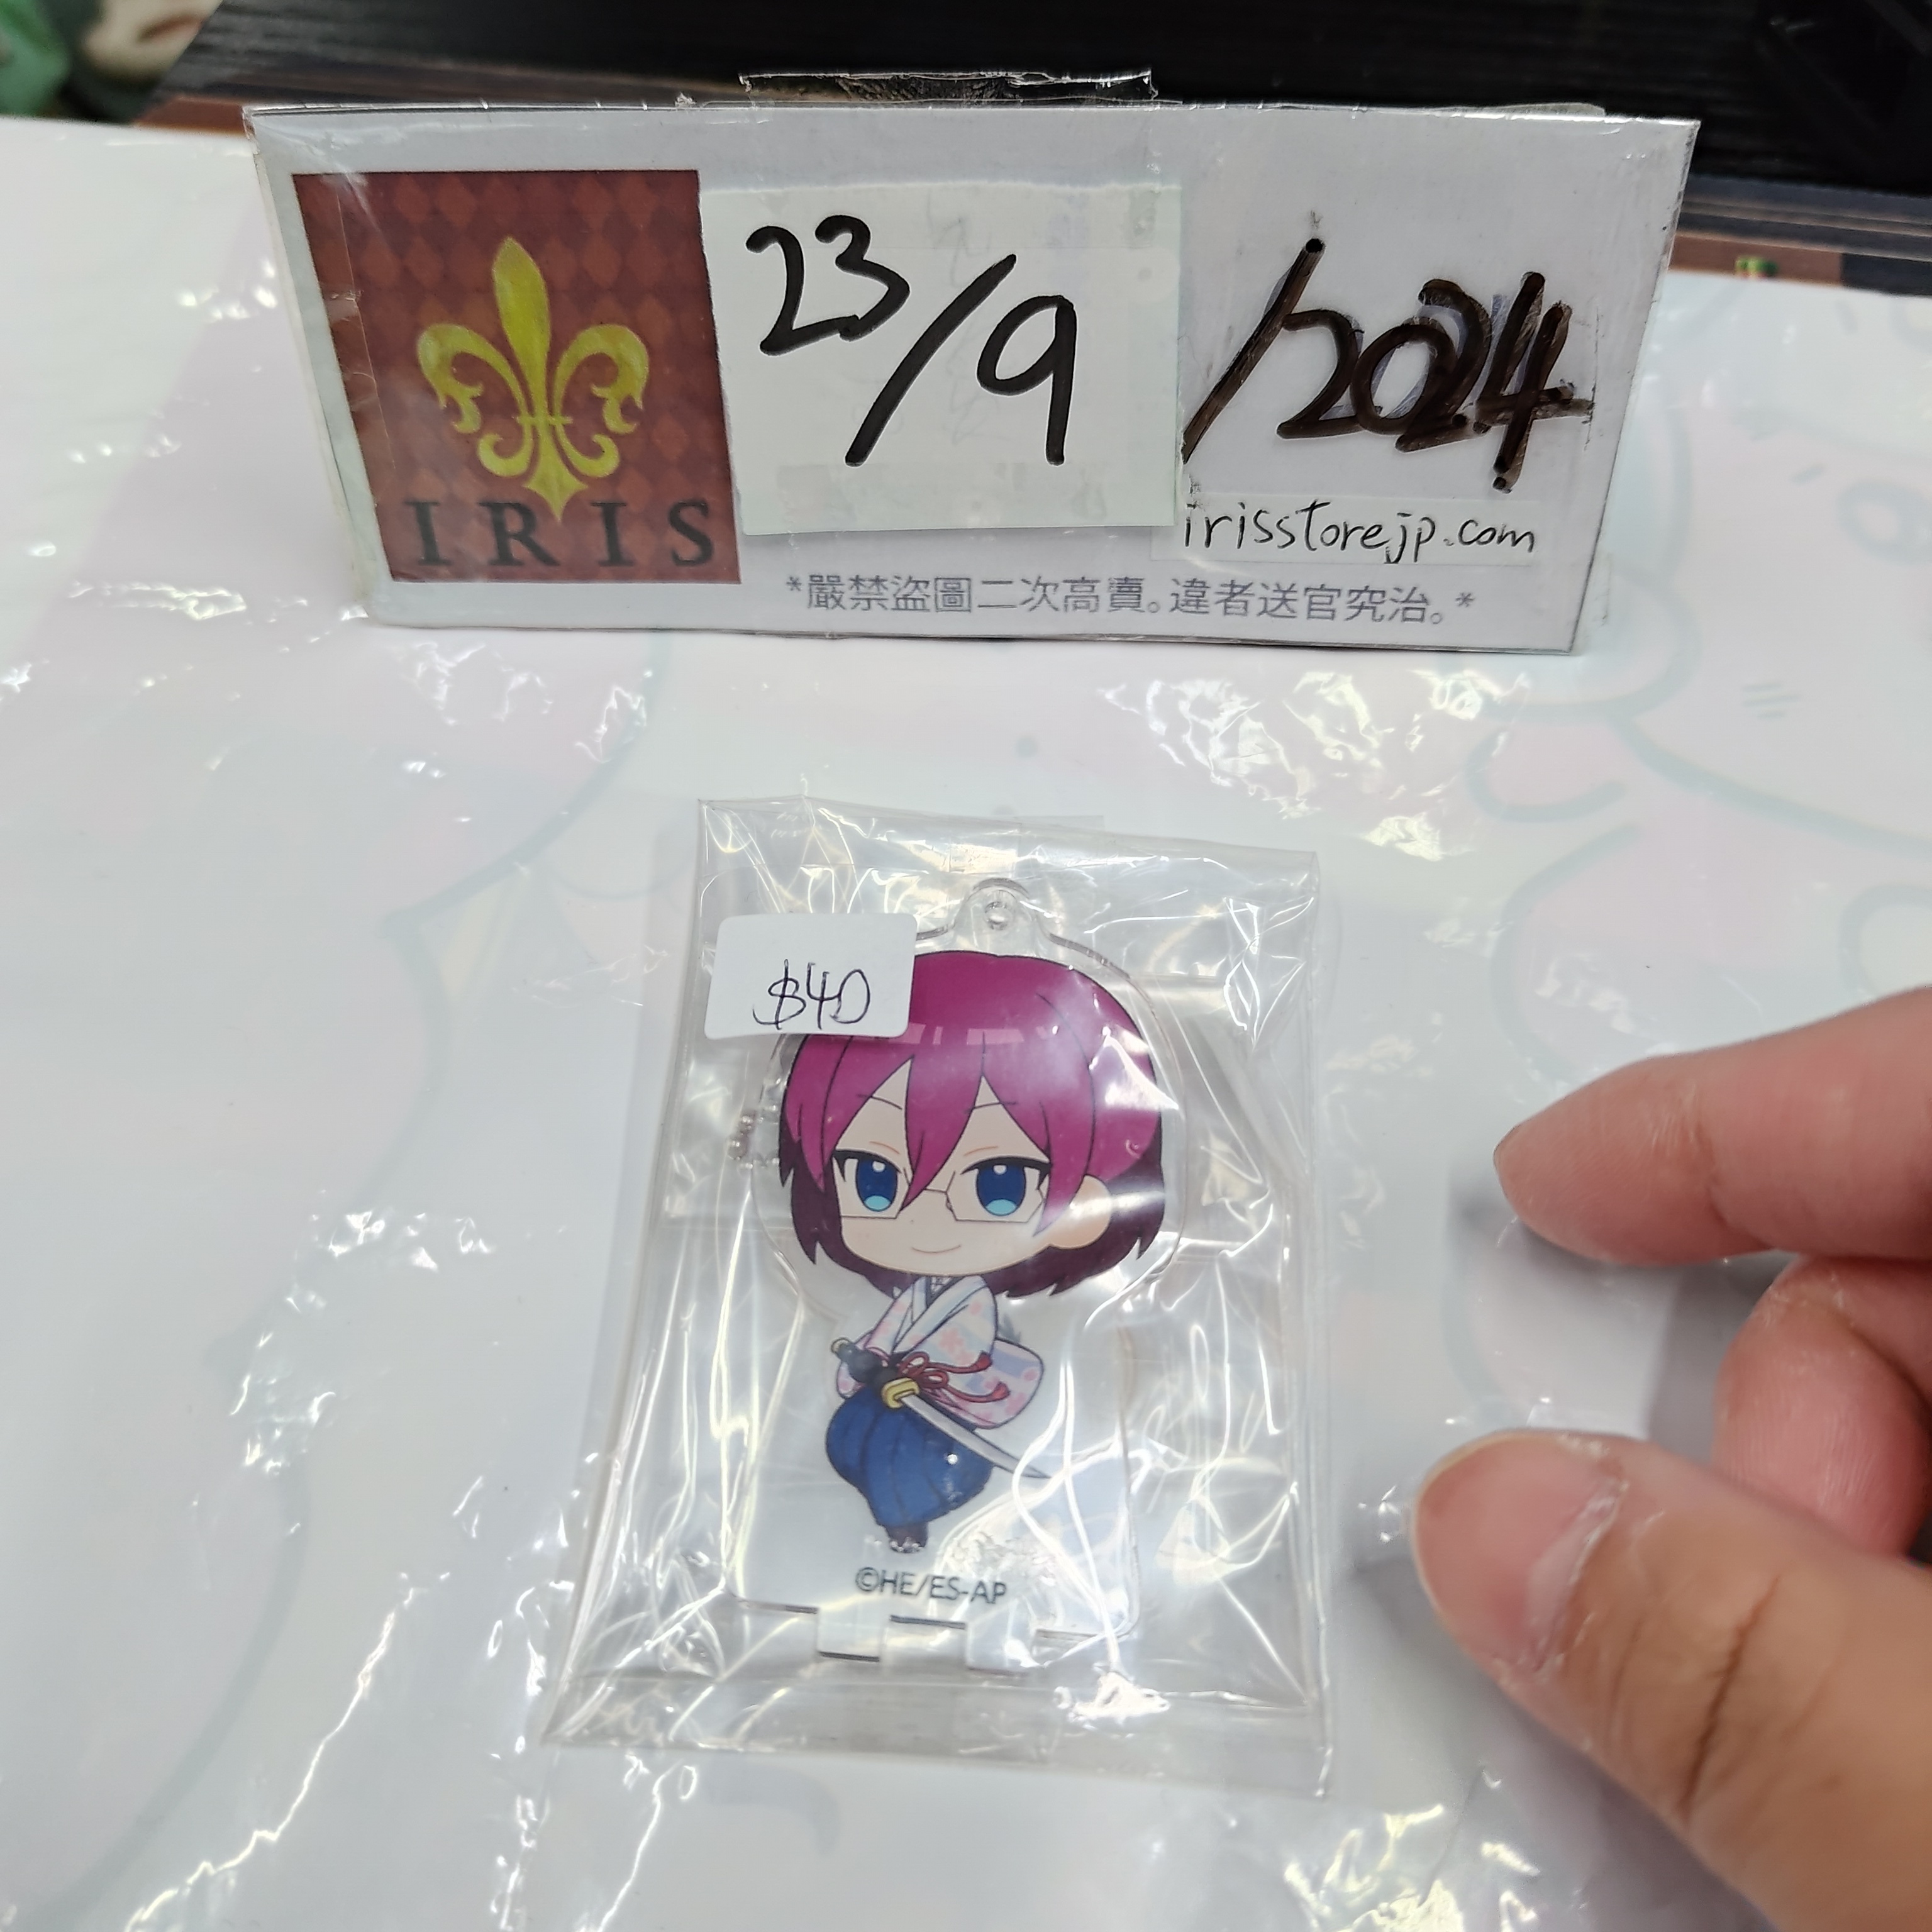 23/9/2024
IRIS
irisstorejp.com
*嚴禁盜圖二次高賣。違者送官究治。*
$40
©HE/ES-AP